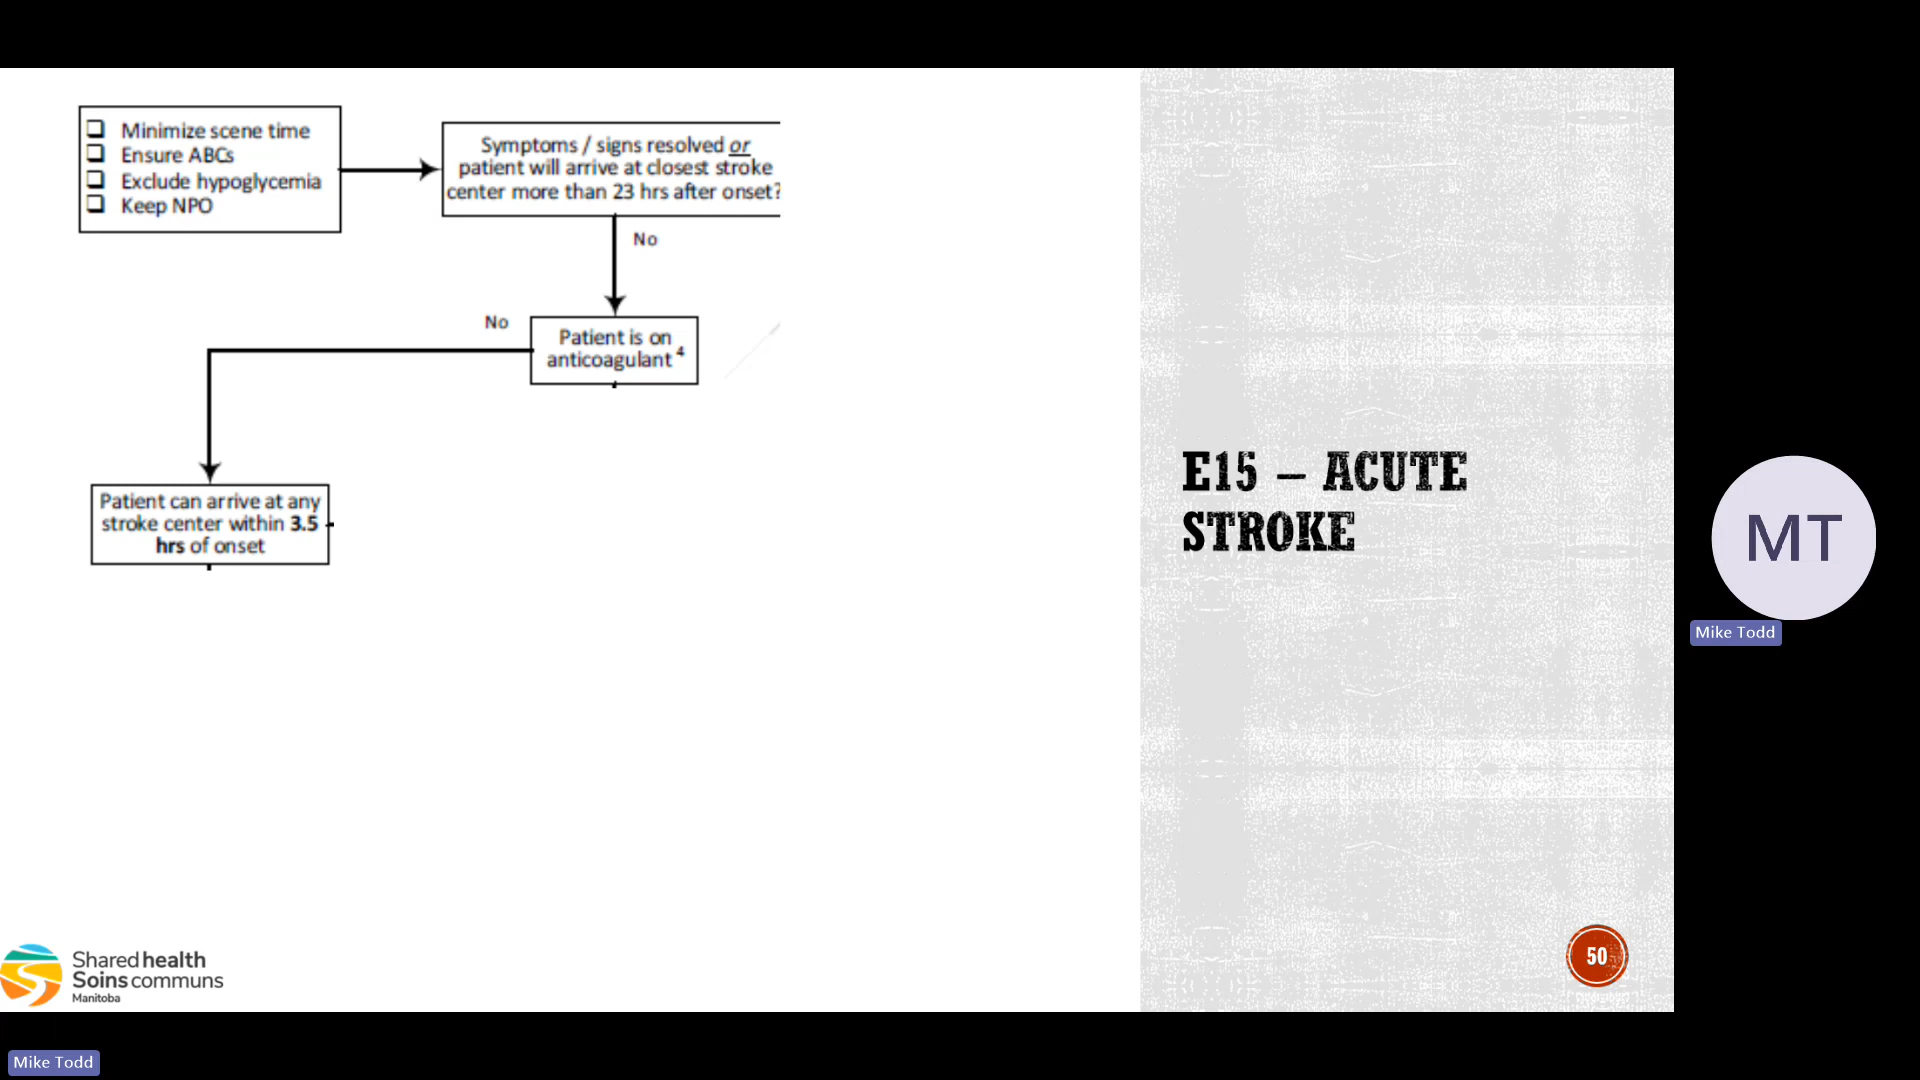 Minimize scene time
Ensure ABCs
Exclude hypoglycemia
Keep NPO
Symptoms / signs resolved or
patient will arrive at closest stroke
center more than 23 hrs after onset?
No
No
Patient is on
anticoagulant 4
Patient can arrive at any
stroke center within 3.5
hrs of onset
E15 – ACUTE
STROKE
MT
Mike Todd
50
Shared health
Soins communs
Manitoba
Mike Todd